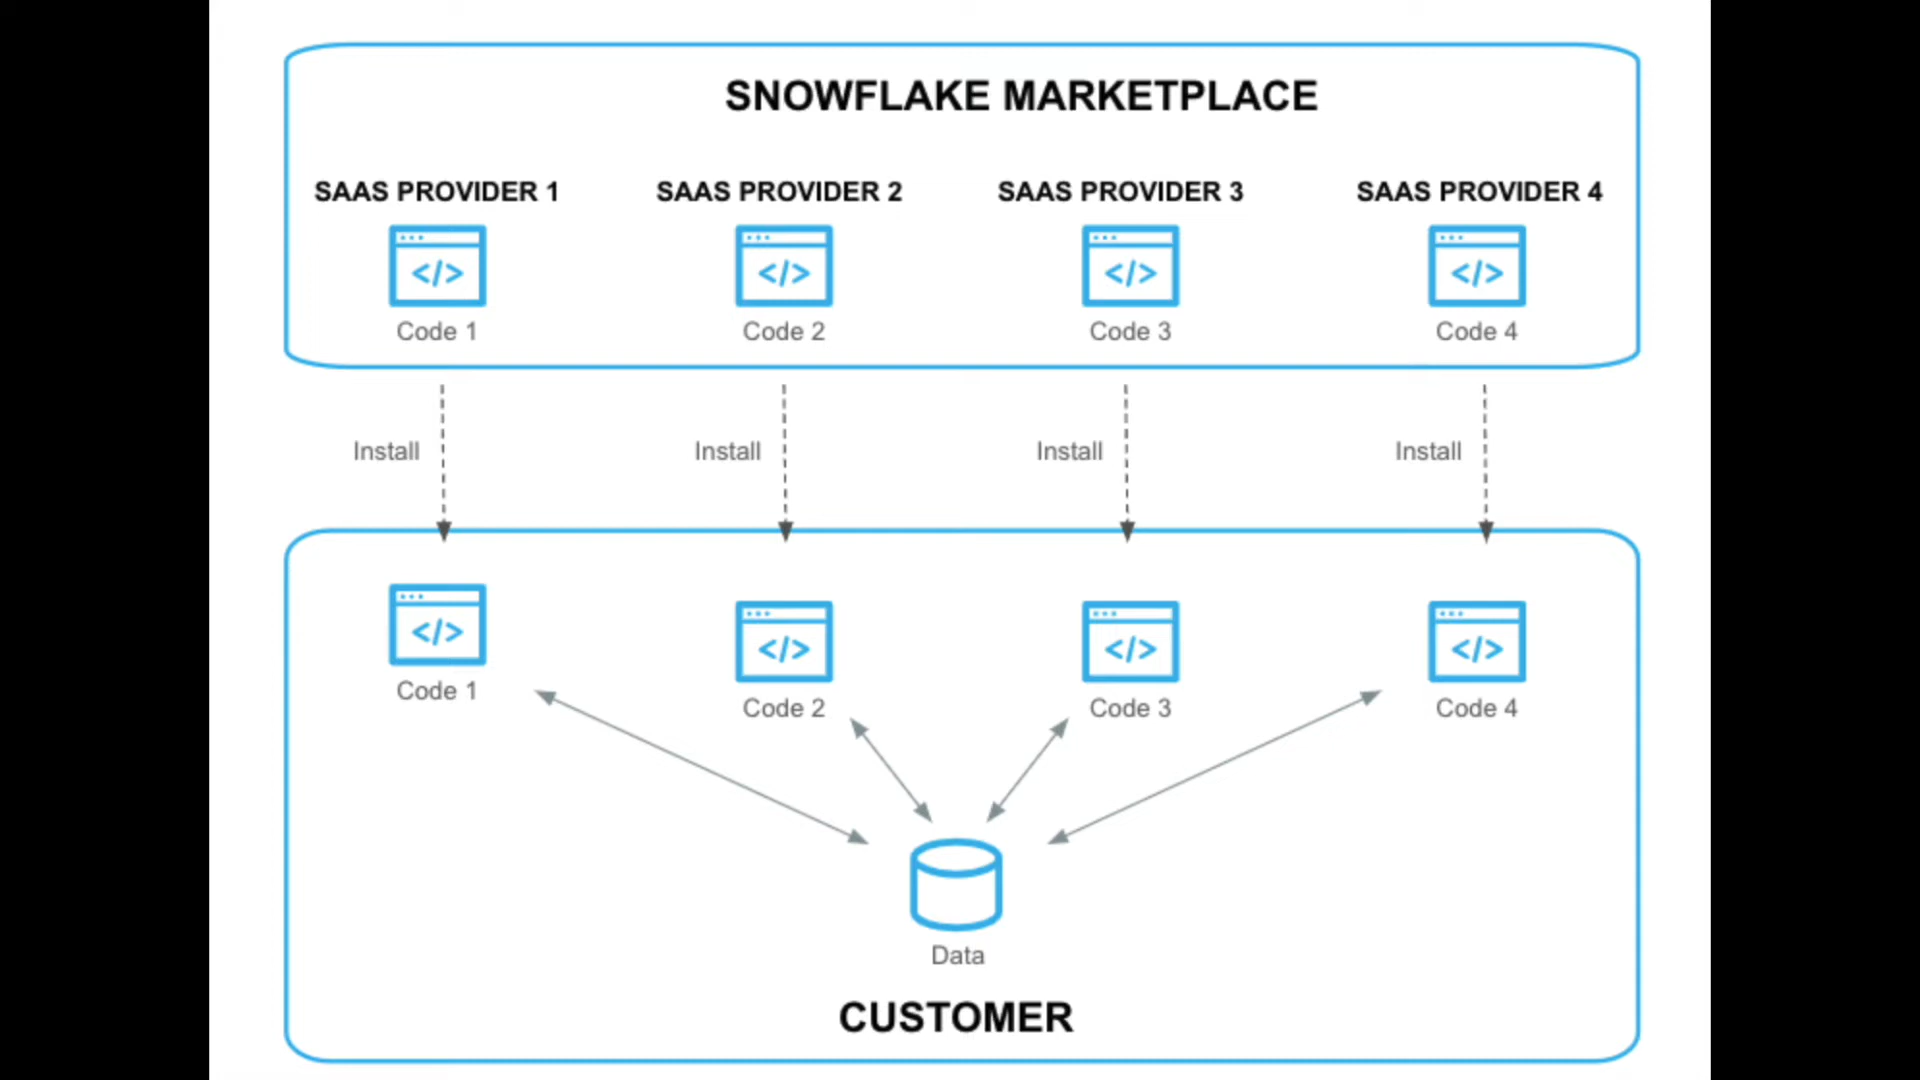 SNOWFLAKE MARKETPLACE
SAAS PROVIDER 1
SAAS PROVIDER 2
SAAS PROVIDER 3
SAAS PROVIDER 4
</>
</>
</>
</>
Code 1
Code 2
Code 3
Code 4
Install
Install
Install
Install
</>
</>
</>
</>
Code 1
Code 2
Code 3
Code 4
Data
CUSTOMER